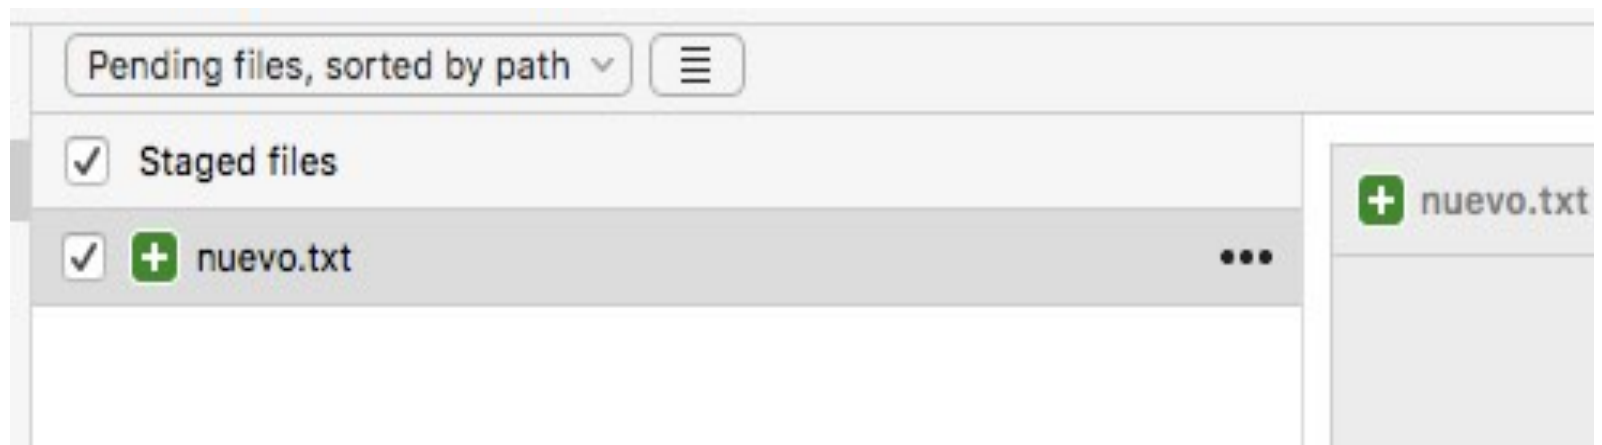 Pending files, sorted by path
Staged files
nuevo.txt
nuevo.txt